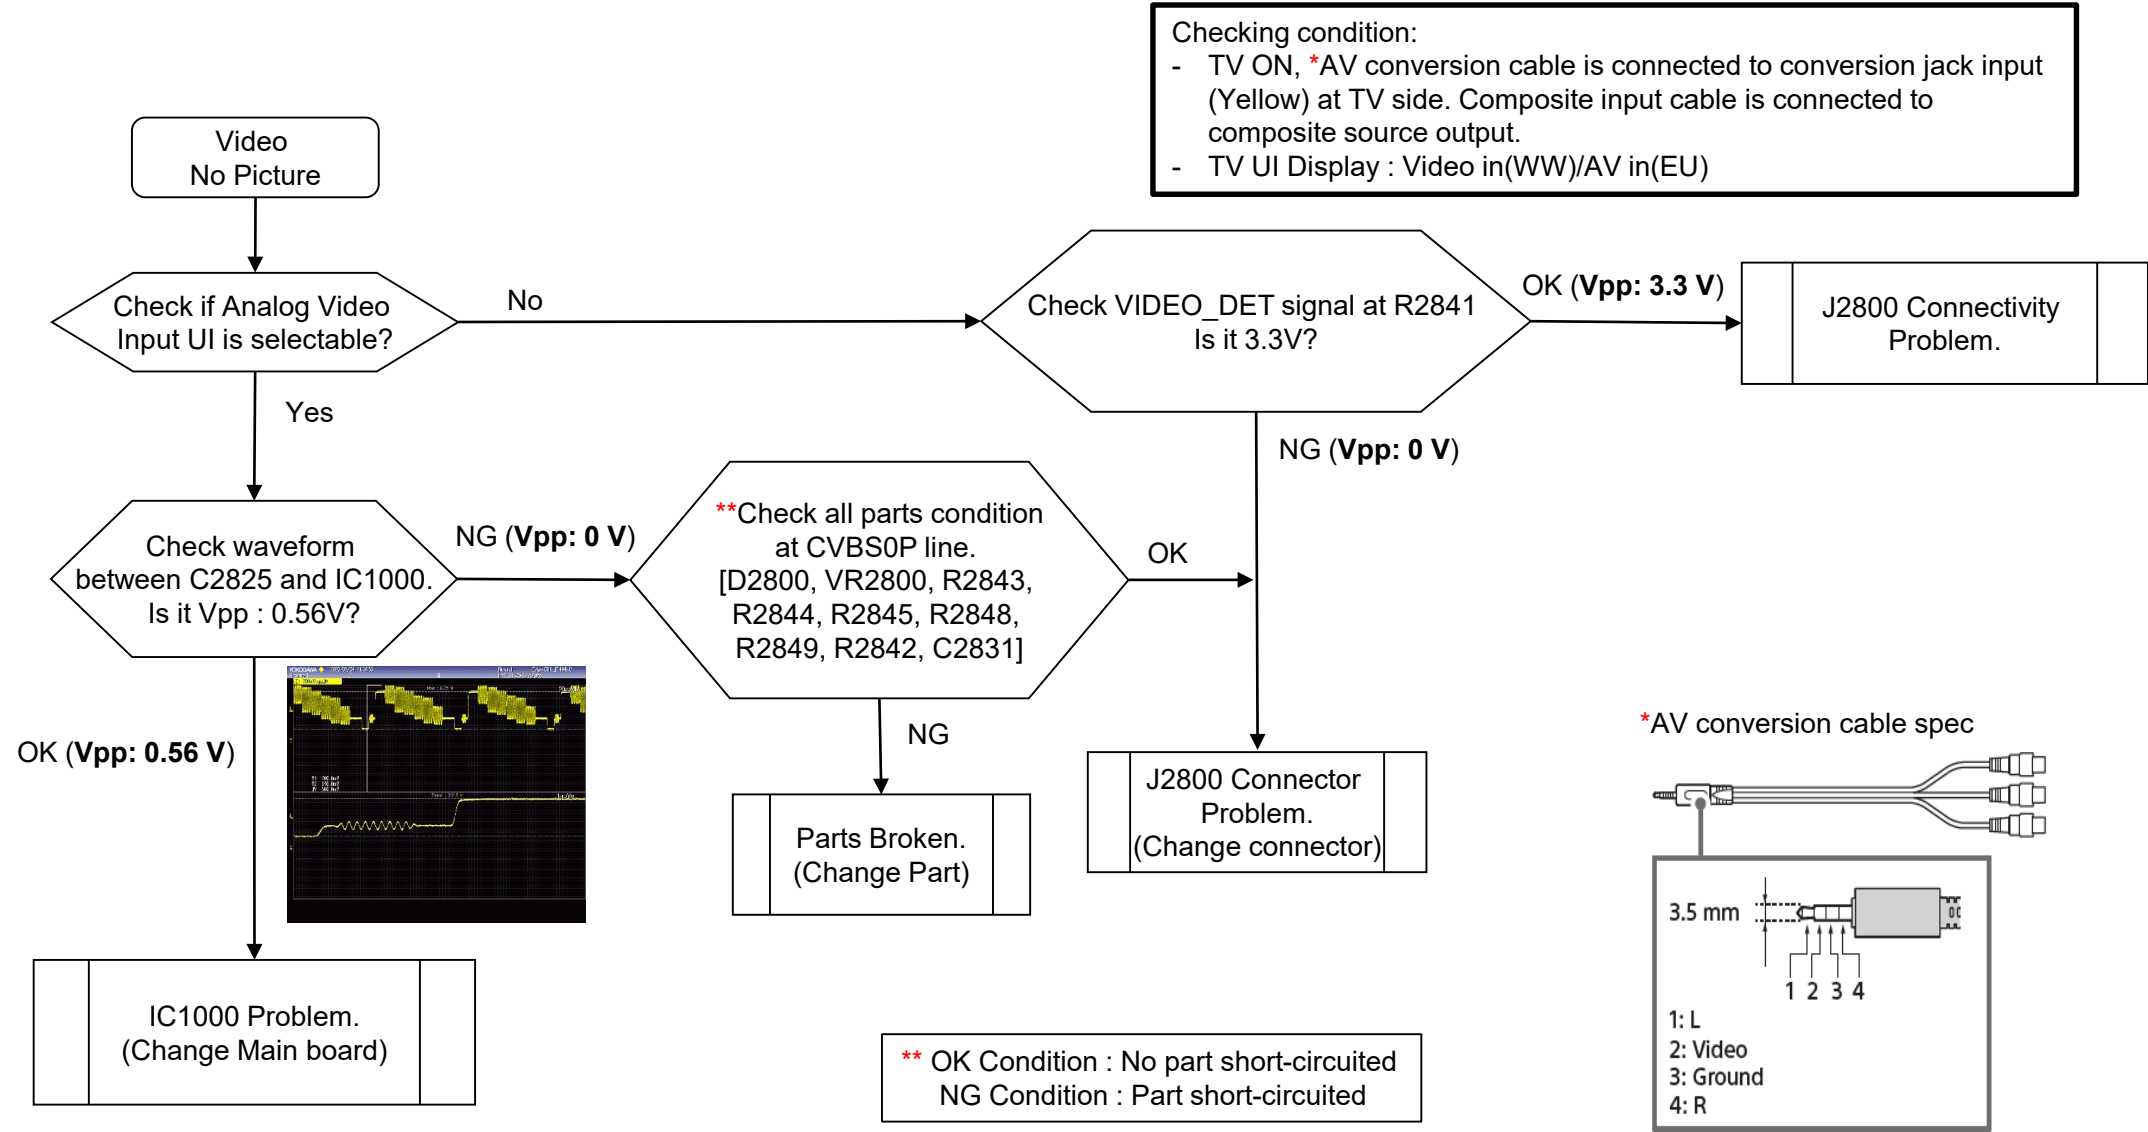 Checking condition:
- TV ON, *AV conversion cable is connected to conversion jack input
(Yellow) at TV side. Composite input cable is connected to
composite source output.
- TV UI Display : Video in(WW)/AV in(EU)
Video
No Picture
Check if Analog Video
Input UI is selectable?
No
Check VIDEO_DET signal at R2841
Is it 3.3V?
OK (Vpp: 3.3 V)
J2800 Connectivity
Problem.
Yes
NG (Vpp: 0 V)
Check waveform
between C2825 and IC1000.
Is it Vpp : 0.56V?
NG (Vpp: 0 V)
**Check all parts condition
at CVBS0P line.
[D2800, VR2800, R2843,
R2844, R2845, R2848,
R2849, R2842, C2831]
OK
NG
OK (Vpp: 0.56 V)
YOKOGAWA
Parts Broken.
(Change Part)
J2800 Connector
Problem.
(Change connector)
IC1000 Problem.
(Change Main board)
** OK Condition : No part short-circuited
NG Condition : Part short-circuited
*AV conversion cable spec
3.5 mm
1 2 3 4
1: L
2: Video
3: Ground
4: R